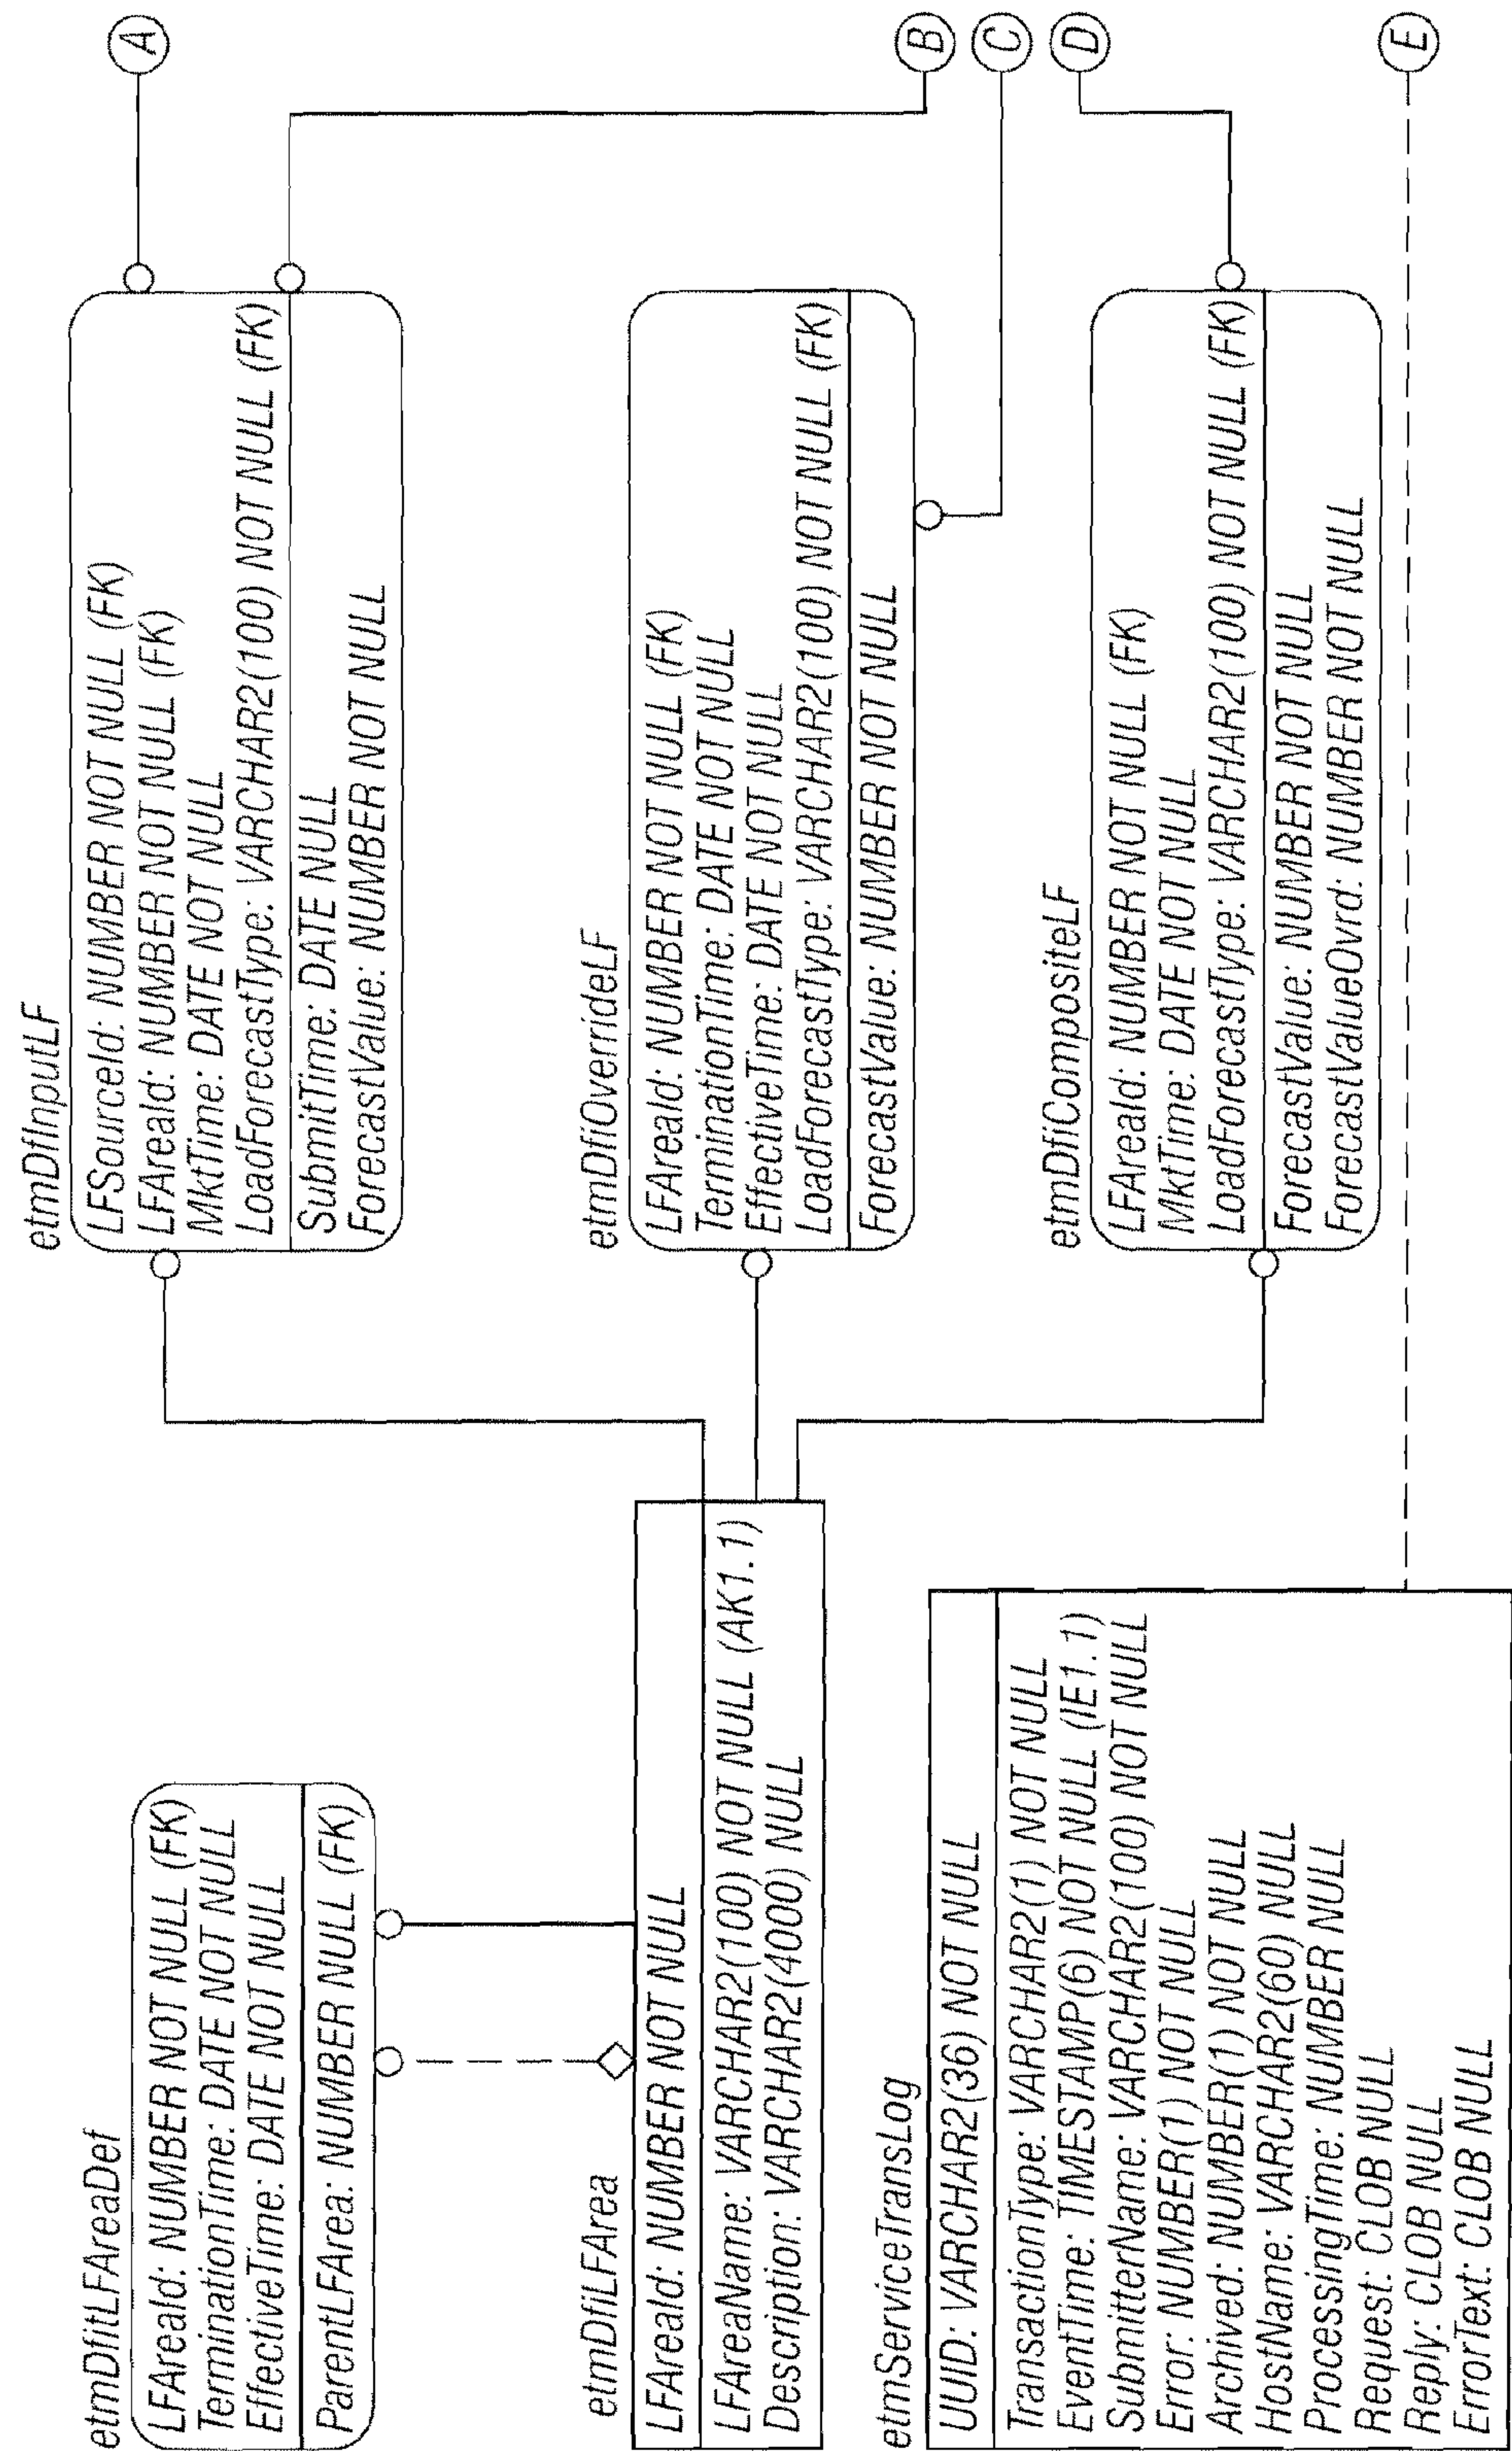 etmDfitLFAreaDef
LFAreaId: NUMBER NOT NULL (FK)
TerminationTime: DATE NOT NULL
EffectiveTime: DATE NOT NULL
ParentLFArea: NUMBER NULL (FK)
etmDfiLFArea
LFAreaId: NUMBER NOT NULL
LFAreaName: VARCHAR2(100) NOT NULL (AK1.1)
Description: VARCHAR2(4000) NULL
etmServiceTransLog
UUID: VARCHAR2(36) NOT NULL
TransactionType: VARCHAR2(1) NOT NULL
EventTime: TIMESTAMP(6) NOT NULL (IE1.1)
SubmitterName: VARCHAR2(100) NOT NULL
Error: NUMBER(1) NOT NULL
Archived: NUMBER(1) NOT NULL
HostName: VARCHAR2(60) NULL
ProcessingTime: NUMBER NULL
Request: CLOB NULL
Reply: CLOB NULL
ErrorText: CLOB NULL
etmDfInputLF
LFSourceId: NUMBER NOT NULL (FK)
LFAreaId: NUMBER NOT NULL (FK)
MktTime: DATE NOT NULL
LoadForecastType: VARCHAR2(100) NOT NULL (FK)
SubmitTime: DATE NULL
ForecastValue: NUMBER NOT NULL
etmDfiOverrideLF
LFAreaId: NUMBER NOT NULL (FK)
TerminationTime: DATE NOT NULL
EffectiveTime: DATE NOT NULL
LoadForecastType: VARCHAR2(100) NOT NULL (FK)
ForecastValue: NUMBER NOT NULL
etmDfiCompositeLF
LFAreaId: NUMBER NOT NULL (FK)
MktTime: DATE NOT NULL
LoadForecastType: VARCHAR2(100) NOT NULL (FK)
ForecastValue: NUMBER NOT NULL
ForecastValueOvrd: NUMBER NOT NULL
A
B
C
D
E